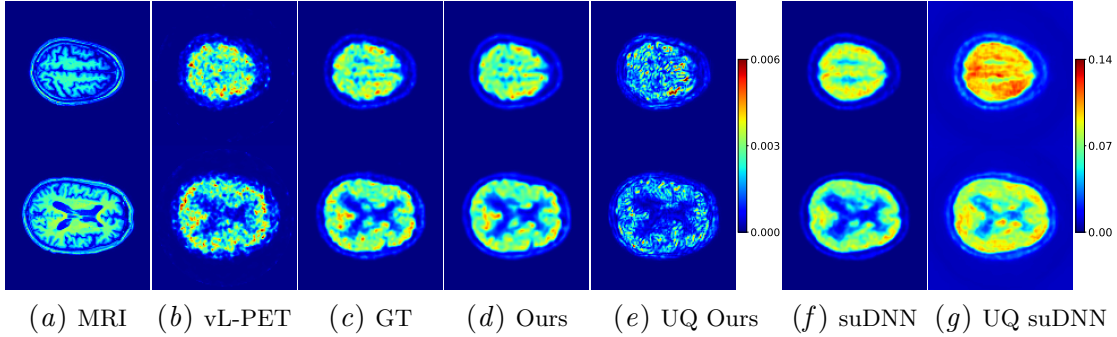 0.006
0.003
0.000
0.14
0.07
0.00
(a) MRI
(b) vL-PET
(c) GT
(d) Ours
(e) UQ Ours
(f) suDNN
(g) UQ suDNN